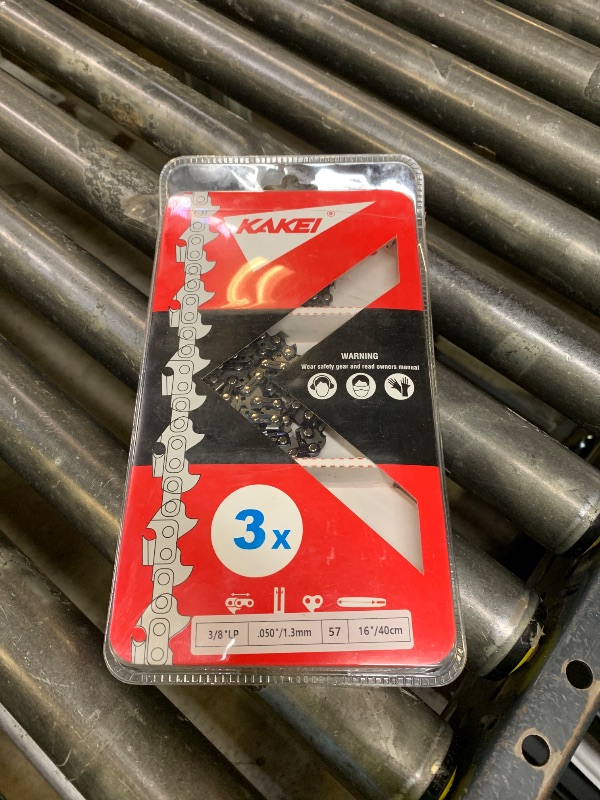 KAKEI ®
WARNING
Wear safety gear and read owners manual
3x
3/8"LP .050"/1.3mm 57 16"/40cm